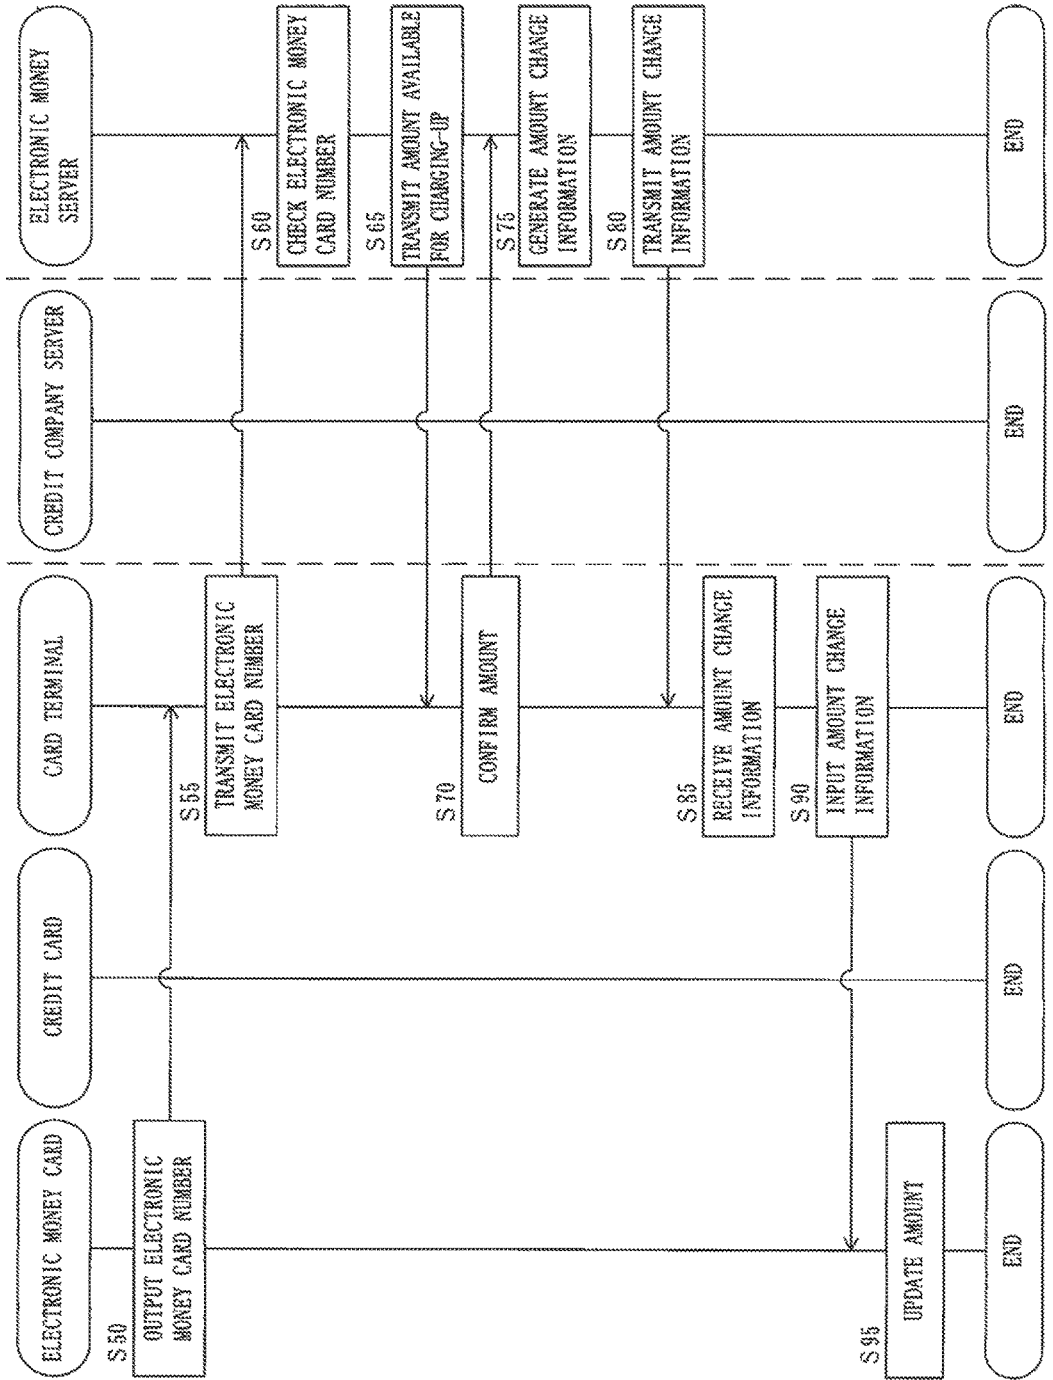 ELECTRONIC MONEY CARD
CREDIT CARD
CARD TERMINAL
CREDIT COMPANY SERVER
ELECTRONIC MONEY
SERVER
S50
OUTPUT ELECTRONIC
MONEY CARD NUMBER
S55
TRANSMIT ELECTRONIC
MONEY CARD NUMBER
S60
CHECK ELECTRONIC MONEY
CARD NUMBER
S65
TRANSMIT AMOUNT AVAILABLE
FOR CHARGING-UP
S70
CONFIRM AMOUNT
S75
GENERATE AMOUNT CHANGE
INFORMATION
S80
TRANSMIT AMOUNT CHANGE
INFORMATION
S85
RECEIVE AMOUNT CHANGE
INFORMATION
S90
INPUT AMOUNT CHANGE
INFORMATION
S95
UPDATE AMOUNT
END
END
END
END
END